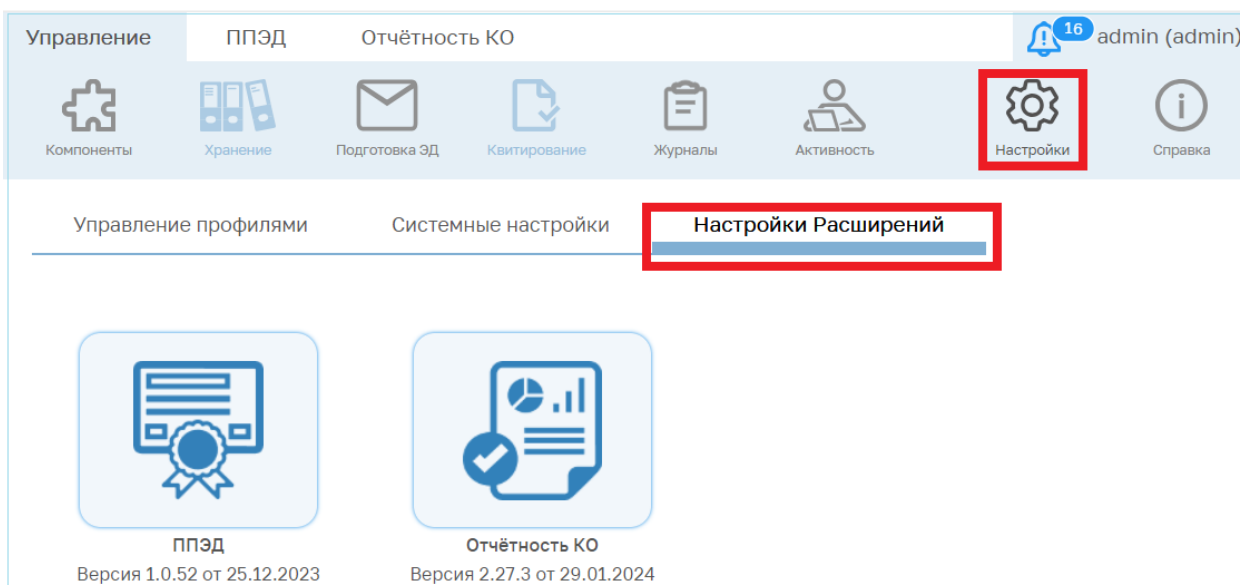 Управление ППЭД Отчётность КО 16 admin (admin)
Компоненты Хранение Подготовка ЭД Квитирование Журналы Активность Настройки Справка
Управление профилями Системные настройки Настройки Расширений
ППЭД Отчётность КО
Версия 1.0.52 от 25.12.2023 Версия 2.27.3 от 29.01.2024